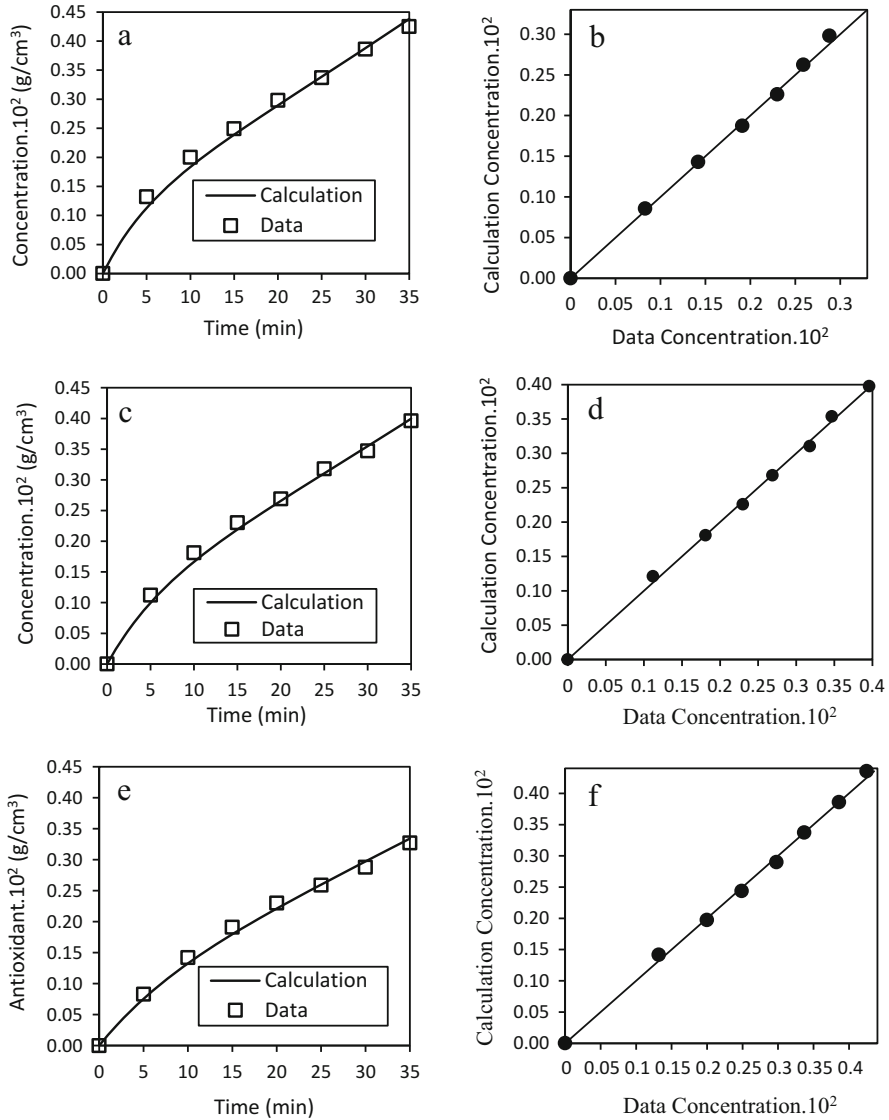 a
Concentration.10² (g/cm³)
0.45
0.40
0.35
0.30
0.25
0.20
0.15
0.10
0.05
0.00
Calculation
Data
0 5 10 15 20 25 30 35
Time (min)
b
Calculation Concentration.10²
0.30
0.25
0.20
0.15
0.10
0.05
0.00
0 0.05 0.1 0.15 0.2 0.25 0.3
Data Concentration.10²
c
Concentration.10² (g/cm³)
0.45
0.40
0.35
0.30
0.25
0.20
0.15
0.10
0.05
0.00
Calculation
Data
0 5 10 15 20 25 30 35
Time (min)
d
Calculation Concentration.10²
0.40
0.35
0.30
0.25
0.20
0.15
0.10
0.05
0.00
0 0.05 0.1 0.15 0.2 0.25 0.3 0.35 0.4
Data Concentration.10²
e
Antioxidant.10² (g/cm³)
0.45
0.40
0.35
0.30
0.25
0.20
0.15
0.10
0.05
0.00
Calculation
Data
0 5 10 15 20 25 30 35
Time (min)
f
Calculation Concentration.10²
0.40
0.35
0.30
0.25
0.20
0.15
0.10
0.05
0.00
0 0.05 0.1 0.15 0.2 0.25 0.3 0.35 0.4
Data Concentration.10²